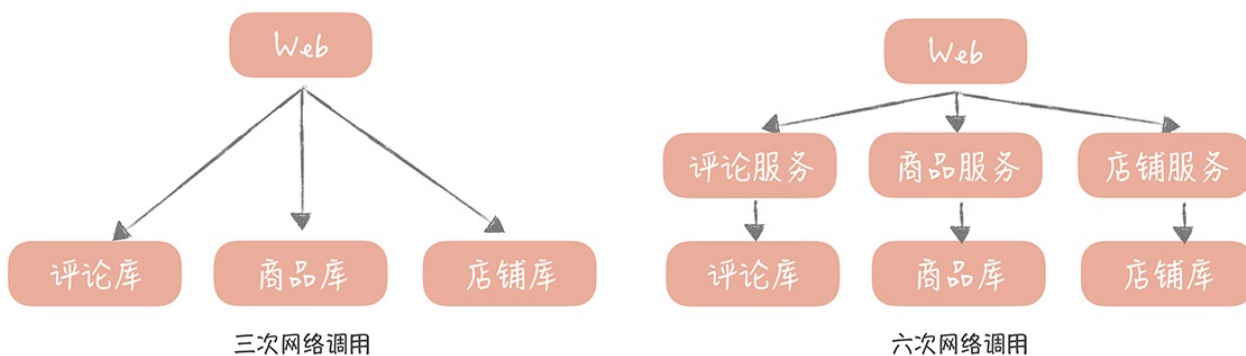 Web
评论库
商品库
店铺库
三次网络调用
Web
评论服务
商品服务
店铺服务
评论库
商品库
店铺库
六次网络调用